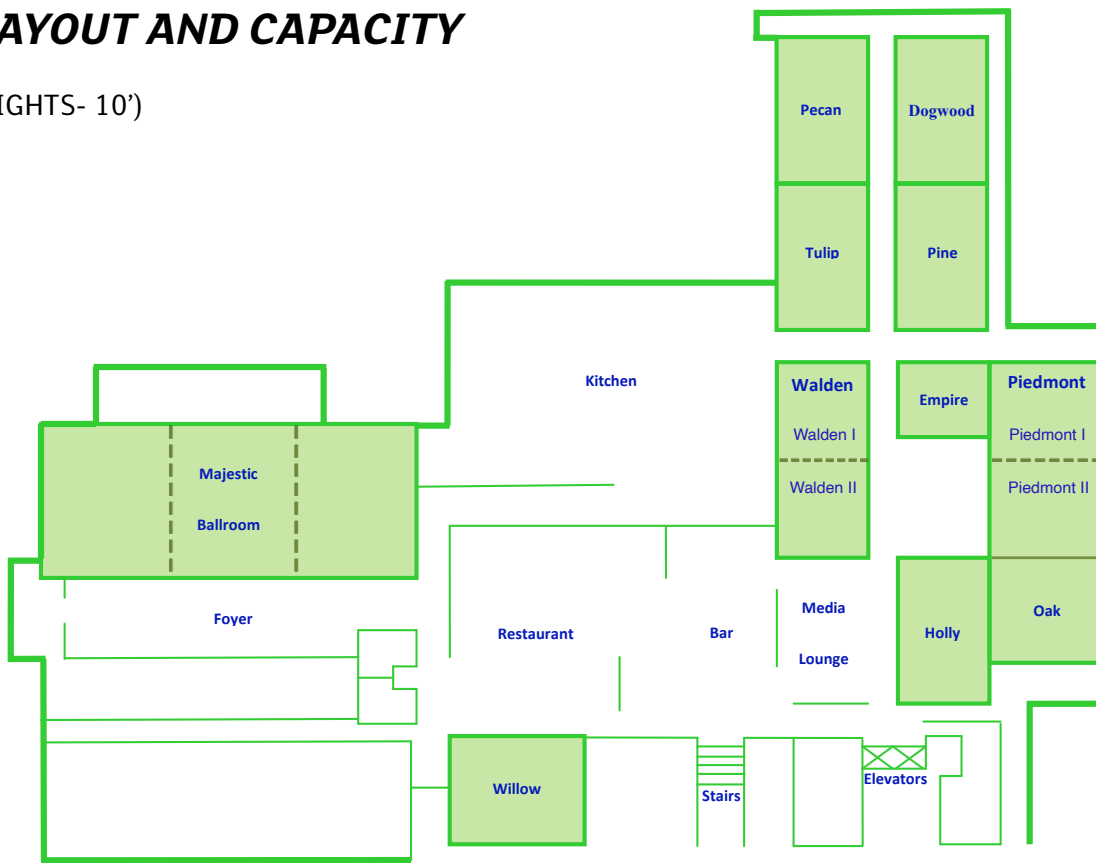 AYOUT AND CAPACITY
IGHTS- 10’)
Pecan
Dogwood
Tulip
Pine
Kitchen
Walden
Empire
Piedmont
Walden I
Piedmont I
Walden II
Piedmont II
Majestic
Ballroom
Foyer
Restaurant
Bar
Media
Lounge
Holly
Oak
Willow
Stairs
Elevators